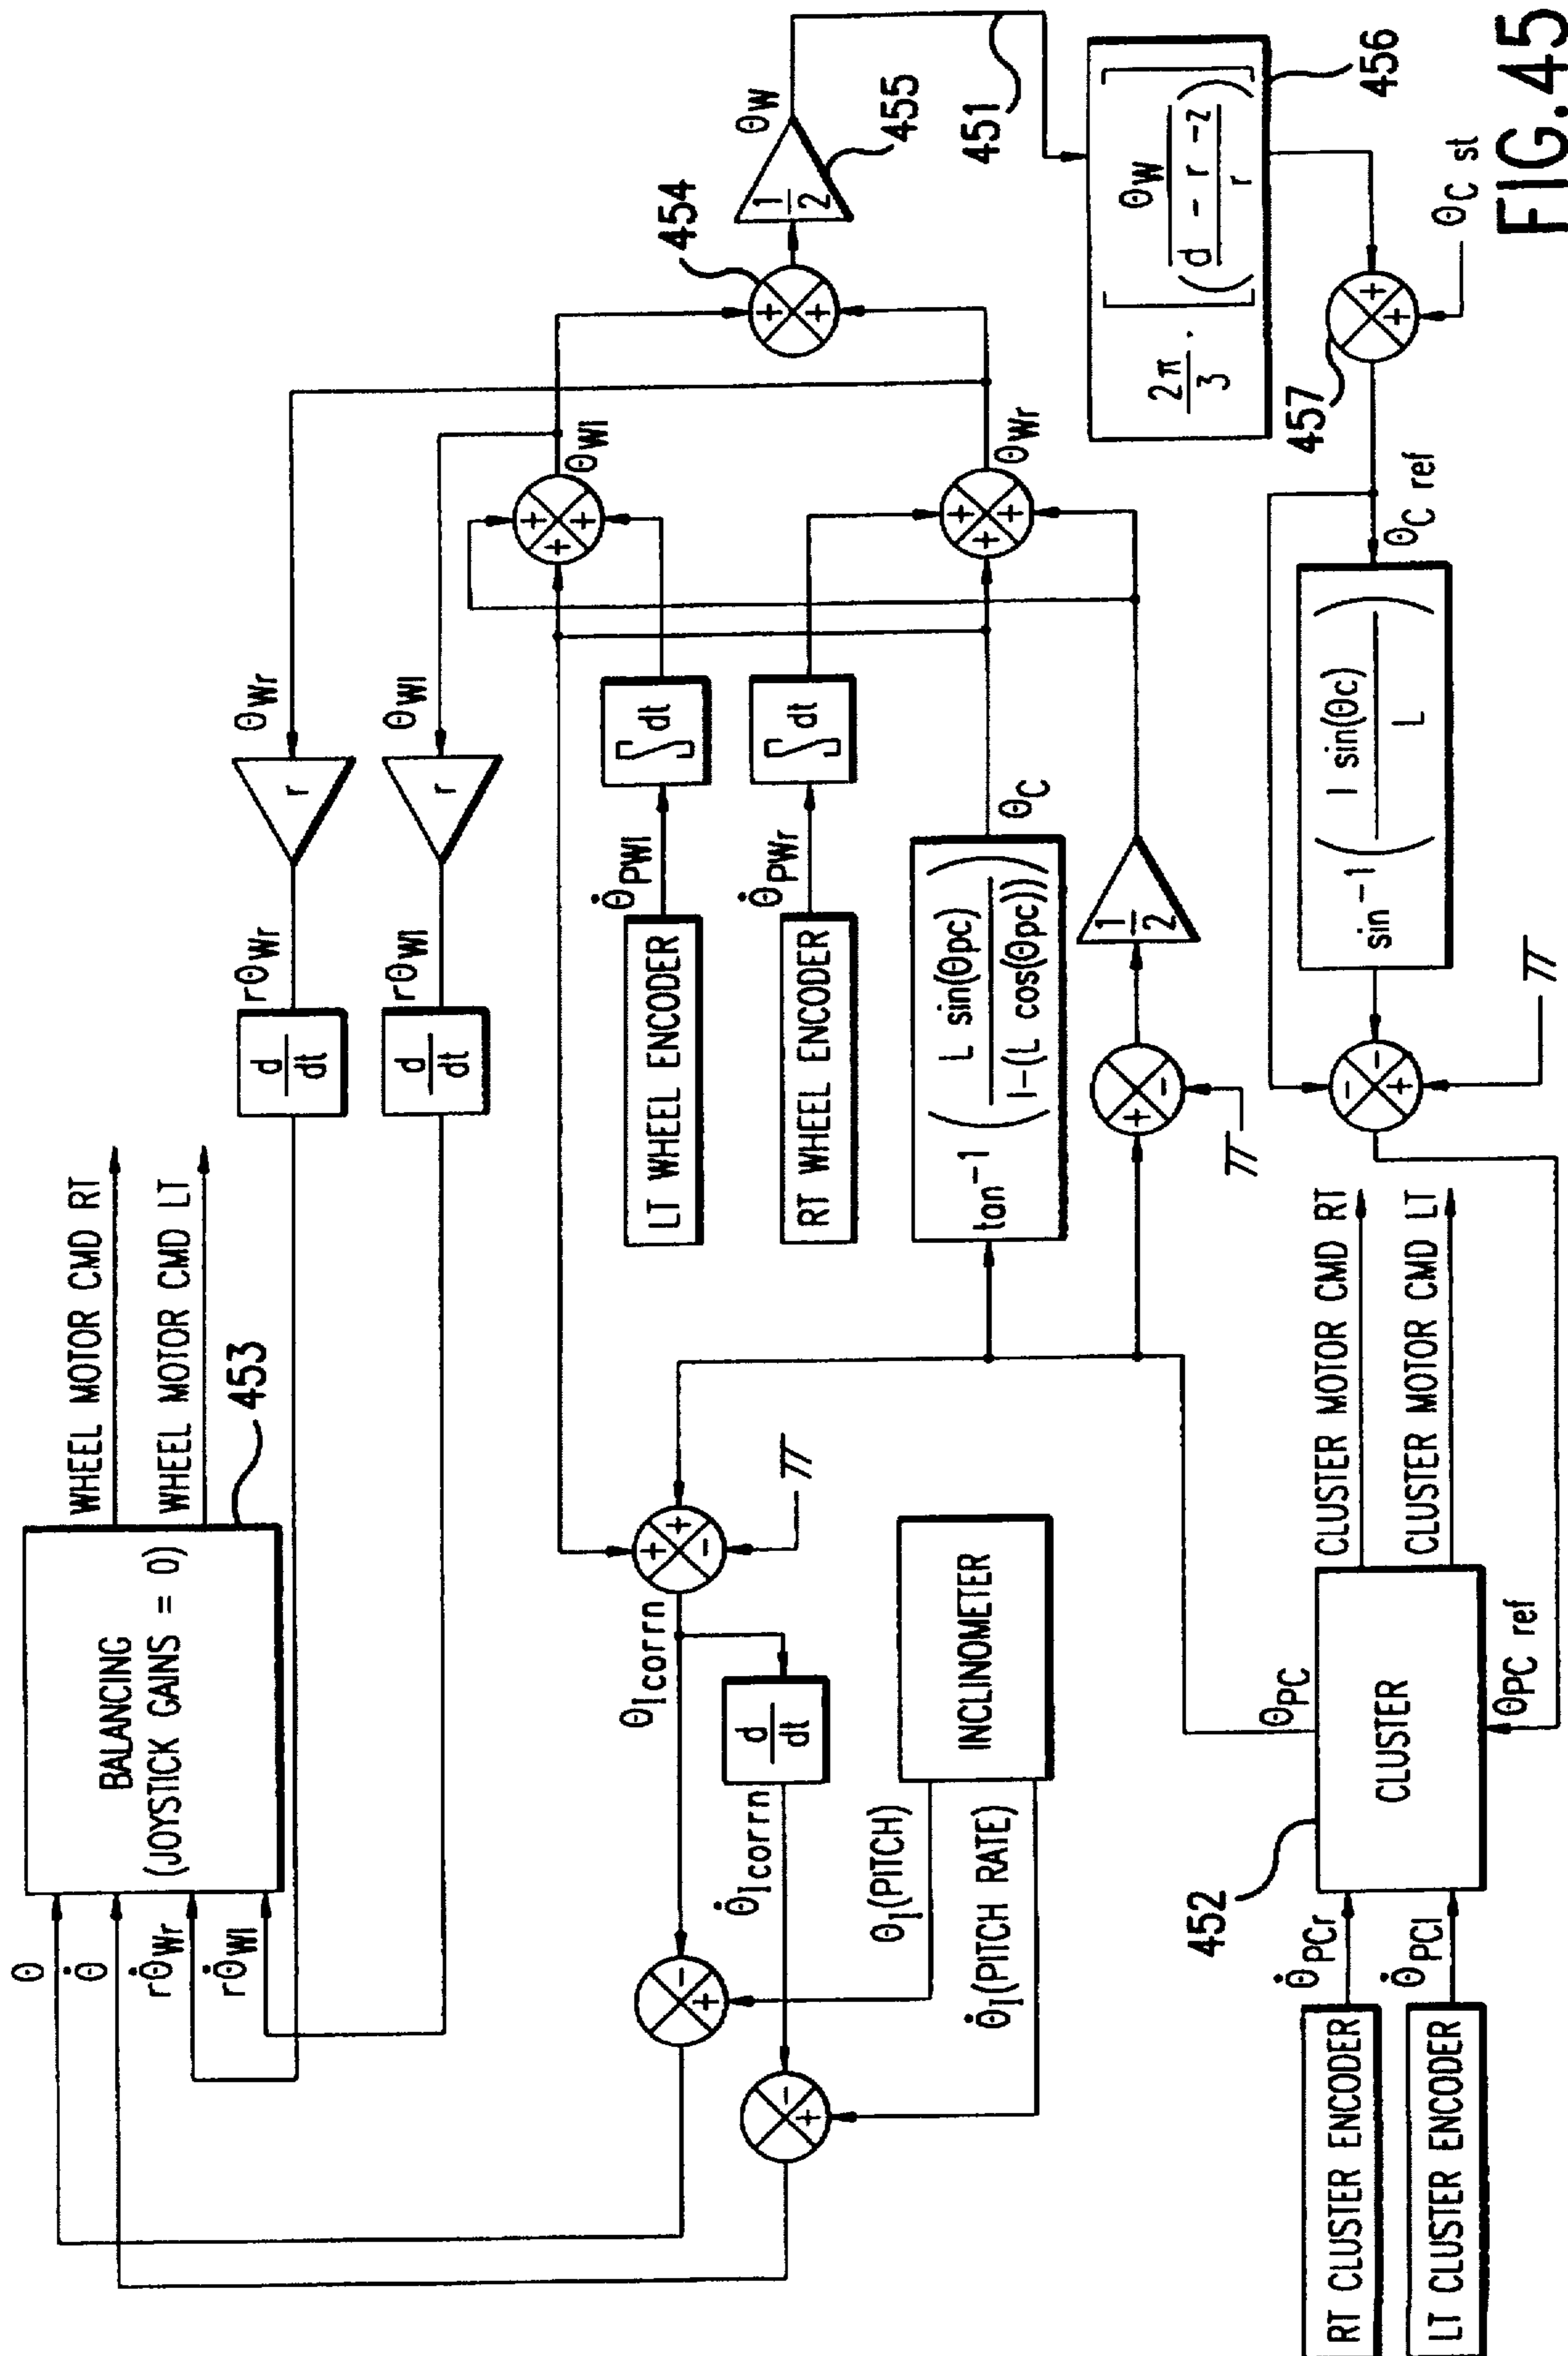 BALANCING
(JOYSTICK GAINS = 0)
453
WHEEL MOTOR CMD RT
WHEEL MOTOR CMD LT
θ
θ̇
rθ̇Wr
rθ̇Wl
d/dt
rθWr
r
θWr
d/dt
rθWl
r
θWl
+ + -
π
θIcorrn
d/dt
θ̇Icorrn
- +
- +
INCLINOMETER
θI(PITCH)
θ̇I(PITCH RATE)
LT WHEEL ENCODER
θ̇PWl
∫dt
RT WHEEL ENCODER
θ̇PWr
∫dt
+ + +
θWl
+ + +
θWr
ton⁻¹(L sin(θpc) / l-(L cos(θpc)))
θC
+ -
π
1/2
+ +
454
1/2
455
θW
451
2π/3 · [θW / ((d - r -z)/r)]
456
+ +
457
θC st
θC ref
sin⁻¹(l sin(θc) / L)
- - +
π
RT CLUSTER ENCODER
θ̇PCr
LT CLUSTER ENCODER
θ̇PCl
452
CLUSTER
θPC
θPC ref
CLUSTER MOTOR CMD RT
CLUSTER MOTOR CMD LT
FIG.45